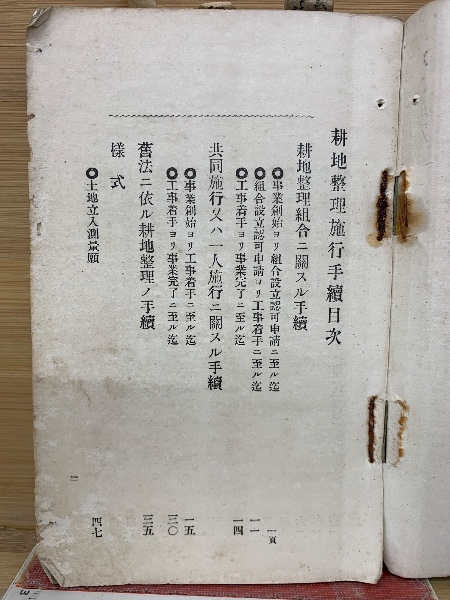 耕地整理施行手續目次
耕地整理組合ニ關スル手續
◎事業創始ヨリ組合設立認可申請ニ至ル迄 一頁
◎組合設立認可申請ヨリ工事着手ニ至ル迄 一一
◎工事着手ヨリ事業完了ニ至ル迄 一四
共同施行又ハ一人施行ニ關スル手續
◎事業創始ヨリ工事着手ニ至ル迄 一五
◎工事着手ヨリ事業完了ニ至ル迄 三〇
舊法ニ依ル耕地整理ノ手續 三五
樣式
◎土地立入測量願 四七